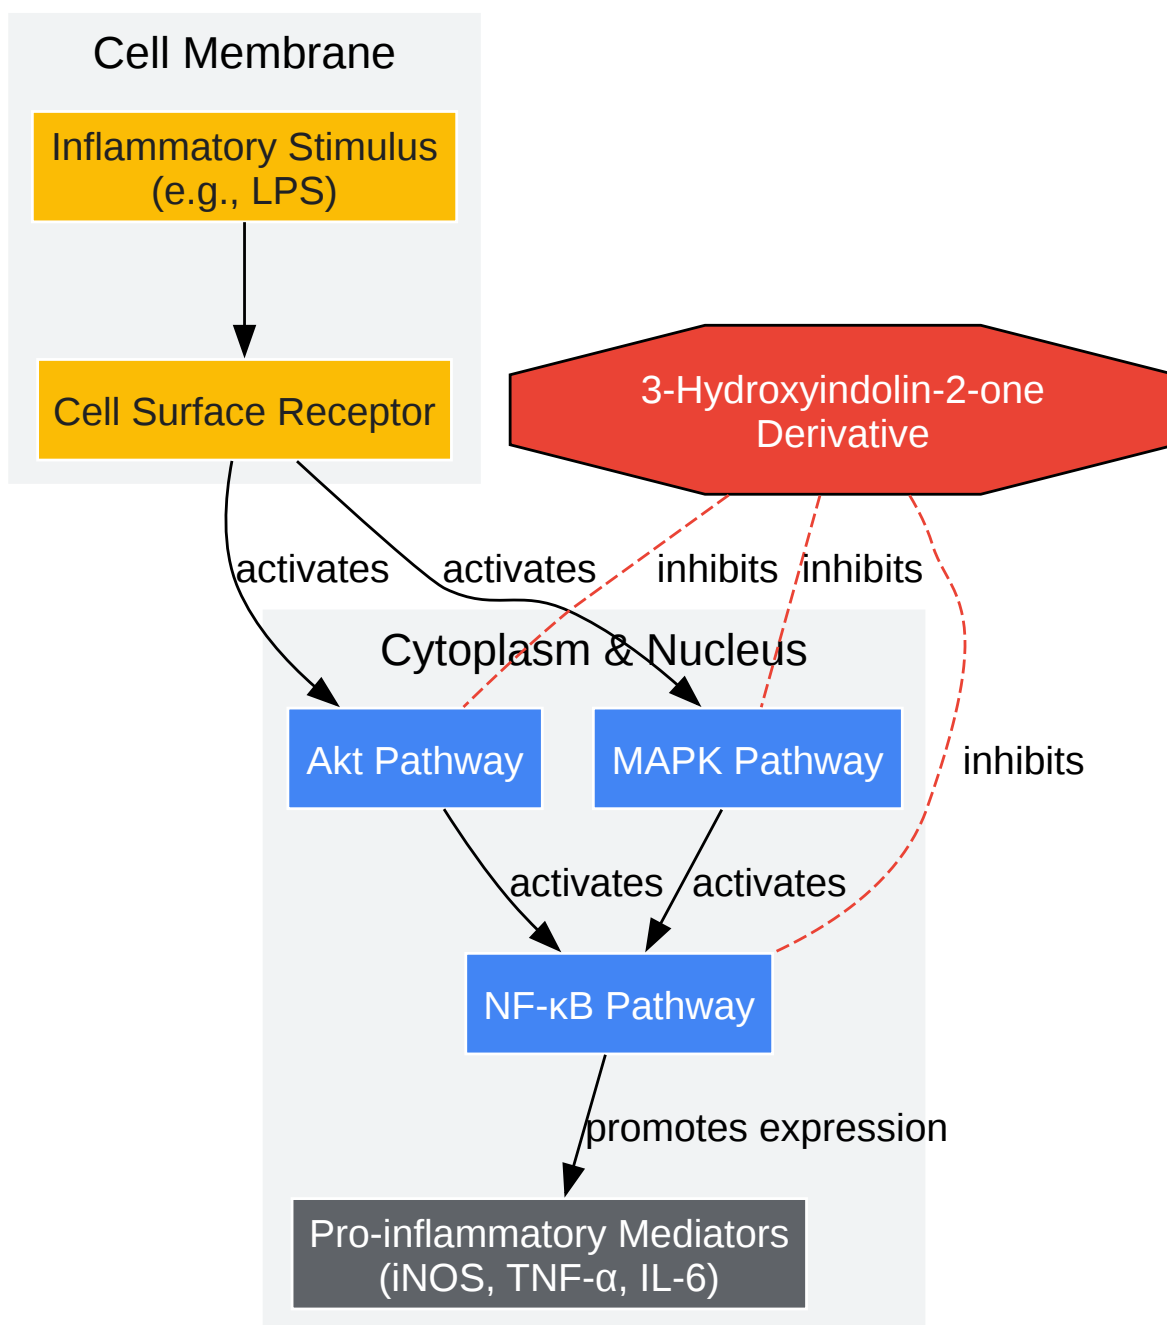 Cell Membrane
Inflammatory Stimulus
(e.g., LPS)
Cell Surface Receptor
3-Hydroxyindolin-2-one
Derivative
activates
activates
inhibits
inhibits
Cytoplasm & Nucleus
Akt Pathway
MAPK Pathway
inhibits
activates
activates
NF-κB Pathway
promotes expression
Pro-inflammatory Mediators
(iNOS, TNF-α, IL-6)